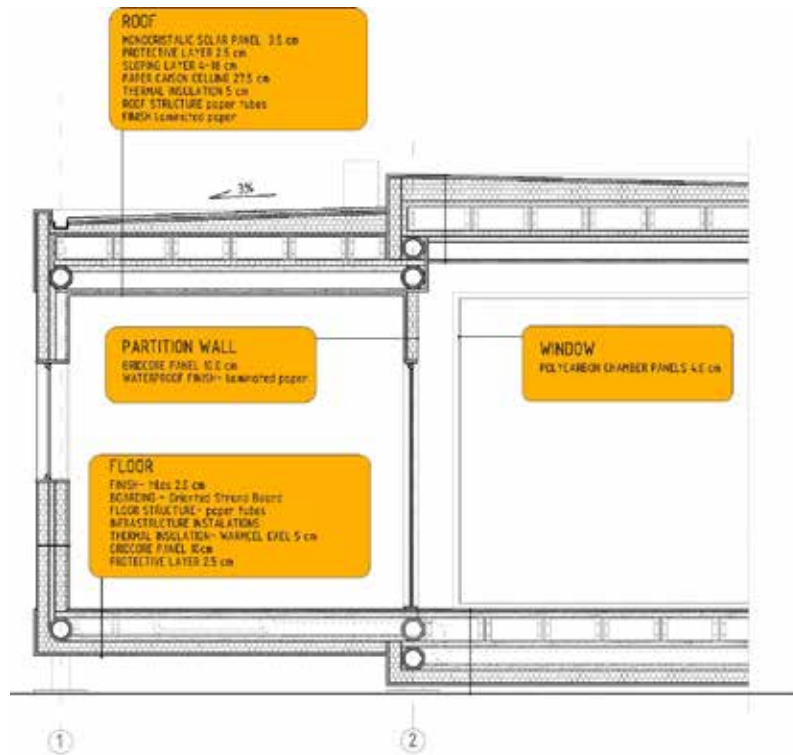 ROOF
MONOCRISTALIC SOLAR PANEL 3.5 cm
PROTECTIVE LAYER 2.5 cm
SLOPING LAYER 4-18 cm
PAPER CAISON CELLING 27.5 cm
THERMAL INSULATION 5 cm
ROOF STRUCTURE paper tubes
FINISH laminated paper
3%
PARTITION WALL
GRIDCORE PANEL 10.0 cm
WATERPROOF FINISH- laminated paper
WINDOW
POLYCARBON CHAMBER PANELS 4.0 cm
FLOOR
FINISH- tiles 2.5 cm
BOARDING - Oriented Strand Board
FLOOR STRUCTURE- paper tubes
INFRASTRUCTURE INSTALATIONS
THERMAL INSULATION- WARMCEL EXEL 5 cm
GRIDCORE PANEL 10cm
PROTECTIVE LAYER 2.5 cm
1
2